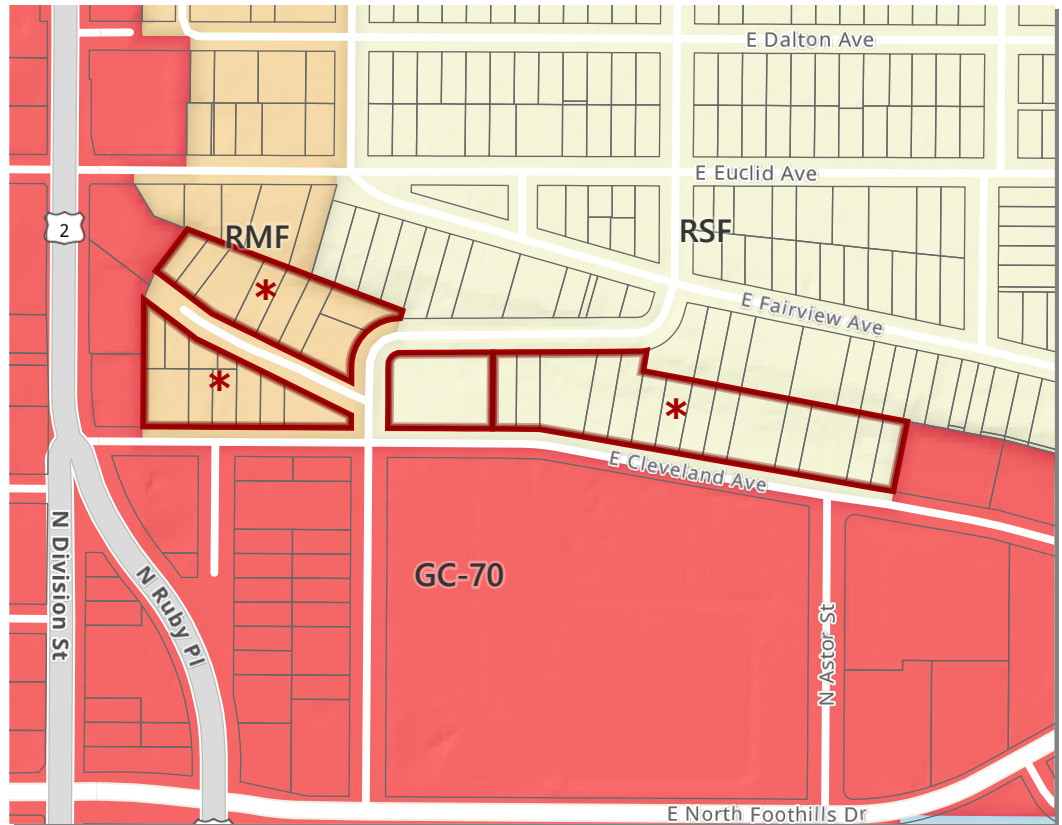 E Dalton Ave
E Euclid Ave
2
RMF
RSF
*
E Fairview Ave
*
*
E Cleveland Ave
N Division St
N Ruby Pl
GC-70
N Astor St
E North Foothills Dr